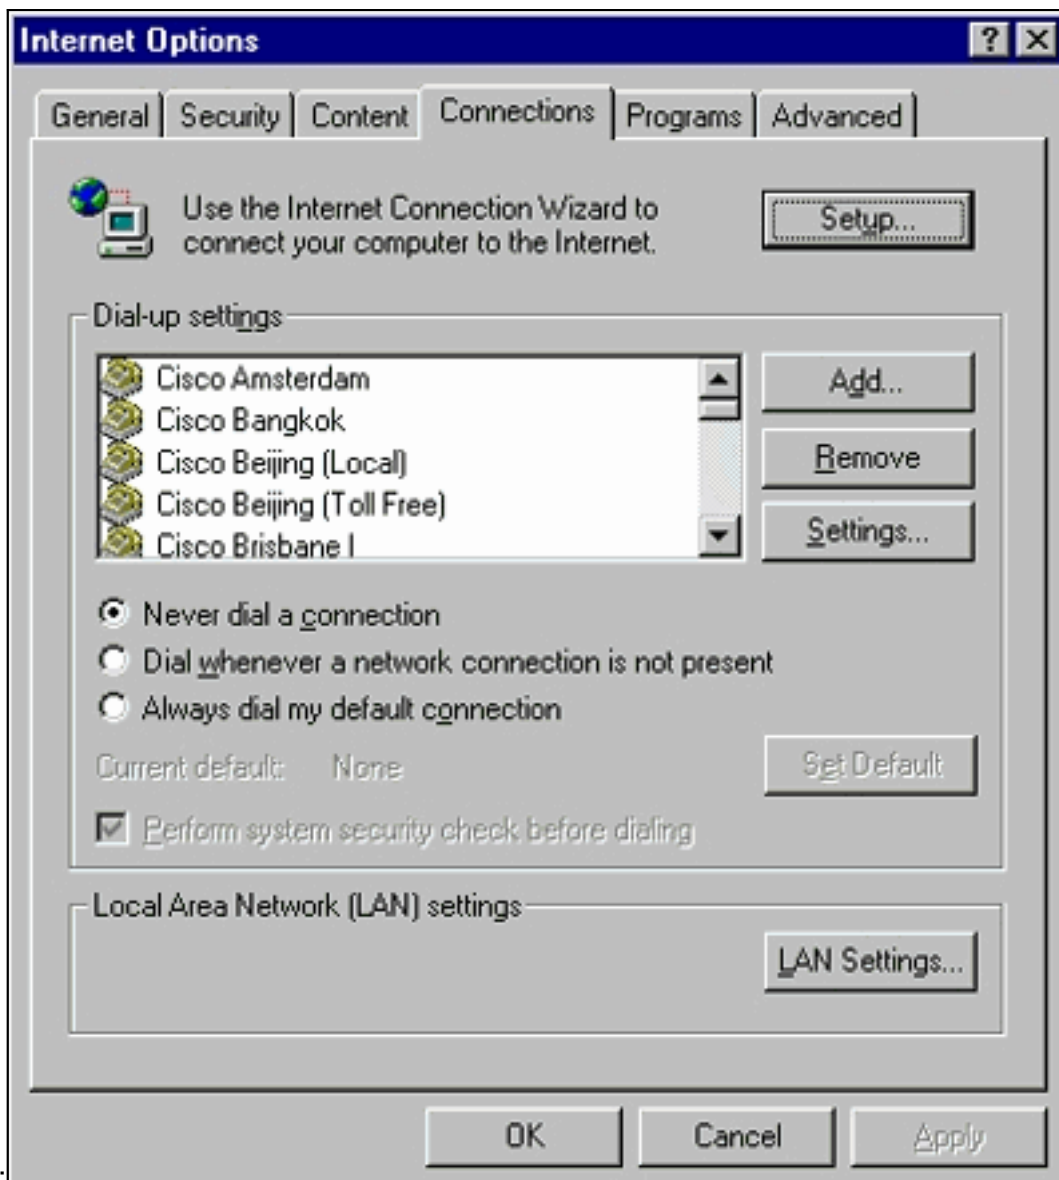 Internet Options
General Security Content Connections Programs Advanced
Use the Internet Connection Wizard to
connect your computer to the Internet.
Setup...
Dial-up settings
Cisco Amsterdam
Cisco Bangkok
Cisco Beijing (Local)
Cisco Beijing (Toll Free)
Cisco Brisbane I
Add...
Remove
Settings...
Never dial a connection
Dial whenever a network connection is not present
Always dial my default connection
Current default: None
Set Default
Perform system security check before dialing
Local Area Network (LAN) settings
LAN Settings...
OK Cancel Apply
.